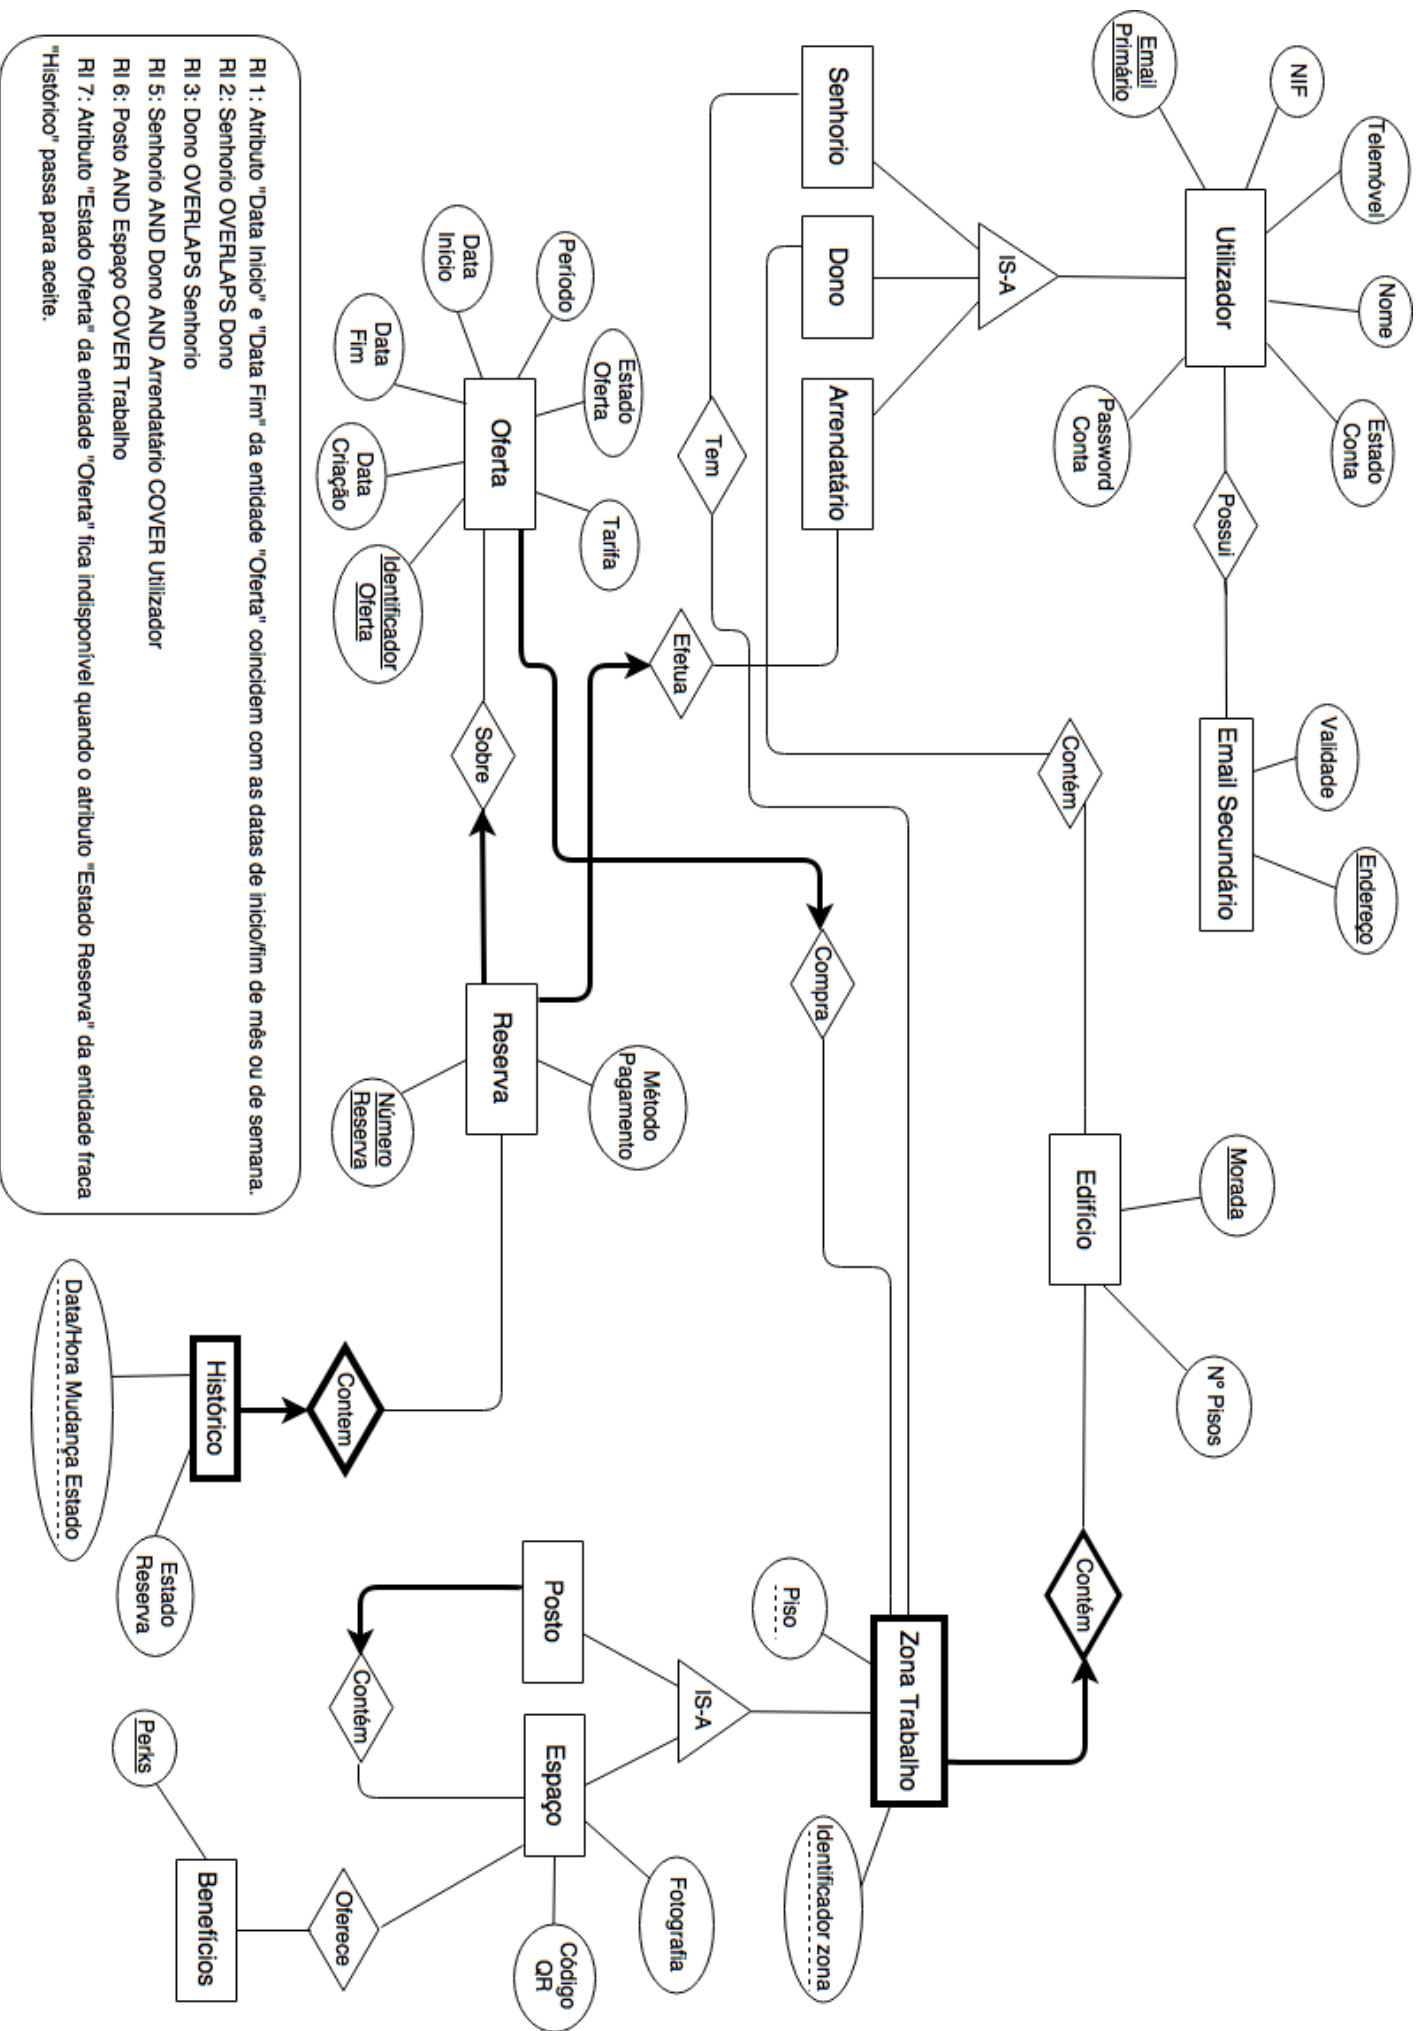 Email
Primário
NIF
Telemóvel
Nome
Estado
Conta
Password
Conta
Utilizador
Possui
Email Secundário
Validade
Endereço
IS-A
Senhorio
Dono
Arrendatário
Tem
Efetua
Contém
Compra
Edifício
Morada
Nº Pisos
Contém
Período
Data
Início
Data
Fim
Estado
Oferta
Tarifa
Data
Criação
Identificador
Oferta
Oferta
Sobre
Reserva
Método
Pagamento
Número
Reserva
Contem
Histórico
Data/Hora Mudança Estado
Estado
Reserva
Zona Trabalho
Piso
Identificador zona
IS-A
Posto
Espaço
Contém
Fotografia
Código
QR
Oferece
Benefícios
Perks
RI 1: Atributo "Data Inicio" e "Data Fim" da entidade "Oferta" coincidem com as datas de inicio/fim de mês ou de semana.
RI 2: Senhorio OVERLAPS Dono
RI 3: Dono OVERLAPS Senhorio
RI 5: Senhorio AND Dono AND Arrendatário COVER Utilizador
RI 6: Posto AND Espaço COVER Trabalho
RI 7: Atributo "Estado Oferta" da entidade "Oferta" fica indisponível quando o atributo "Estado Reserva" da entidade fraca
"Histórico" passa para aceite.